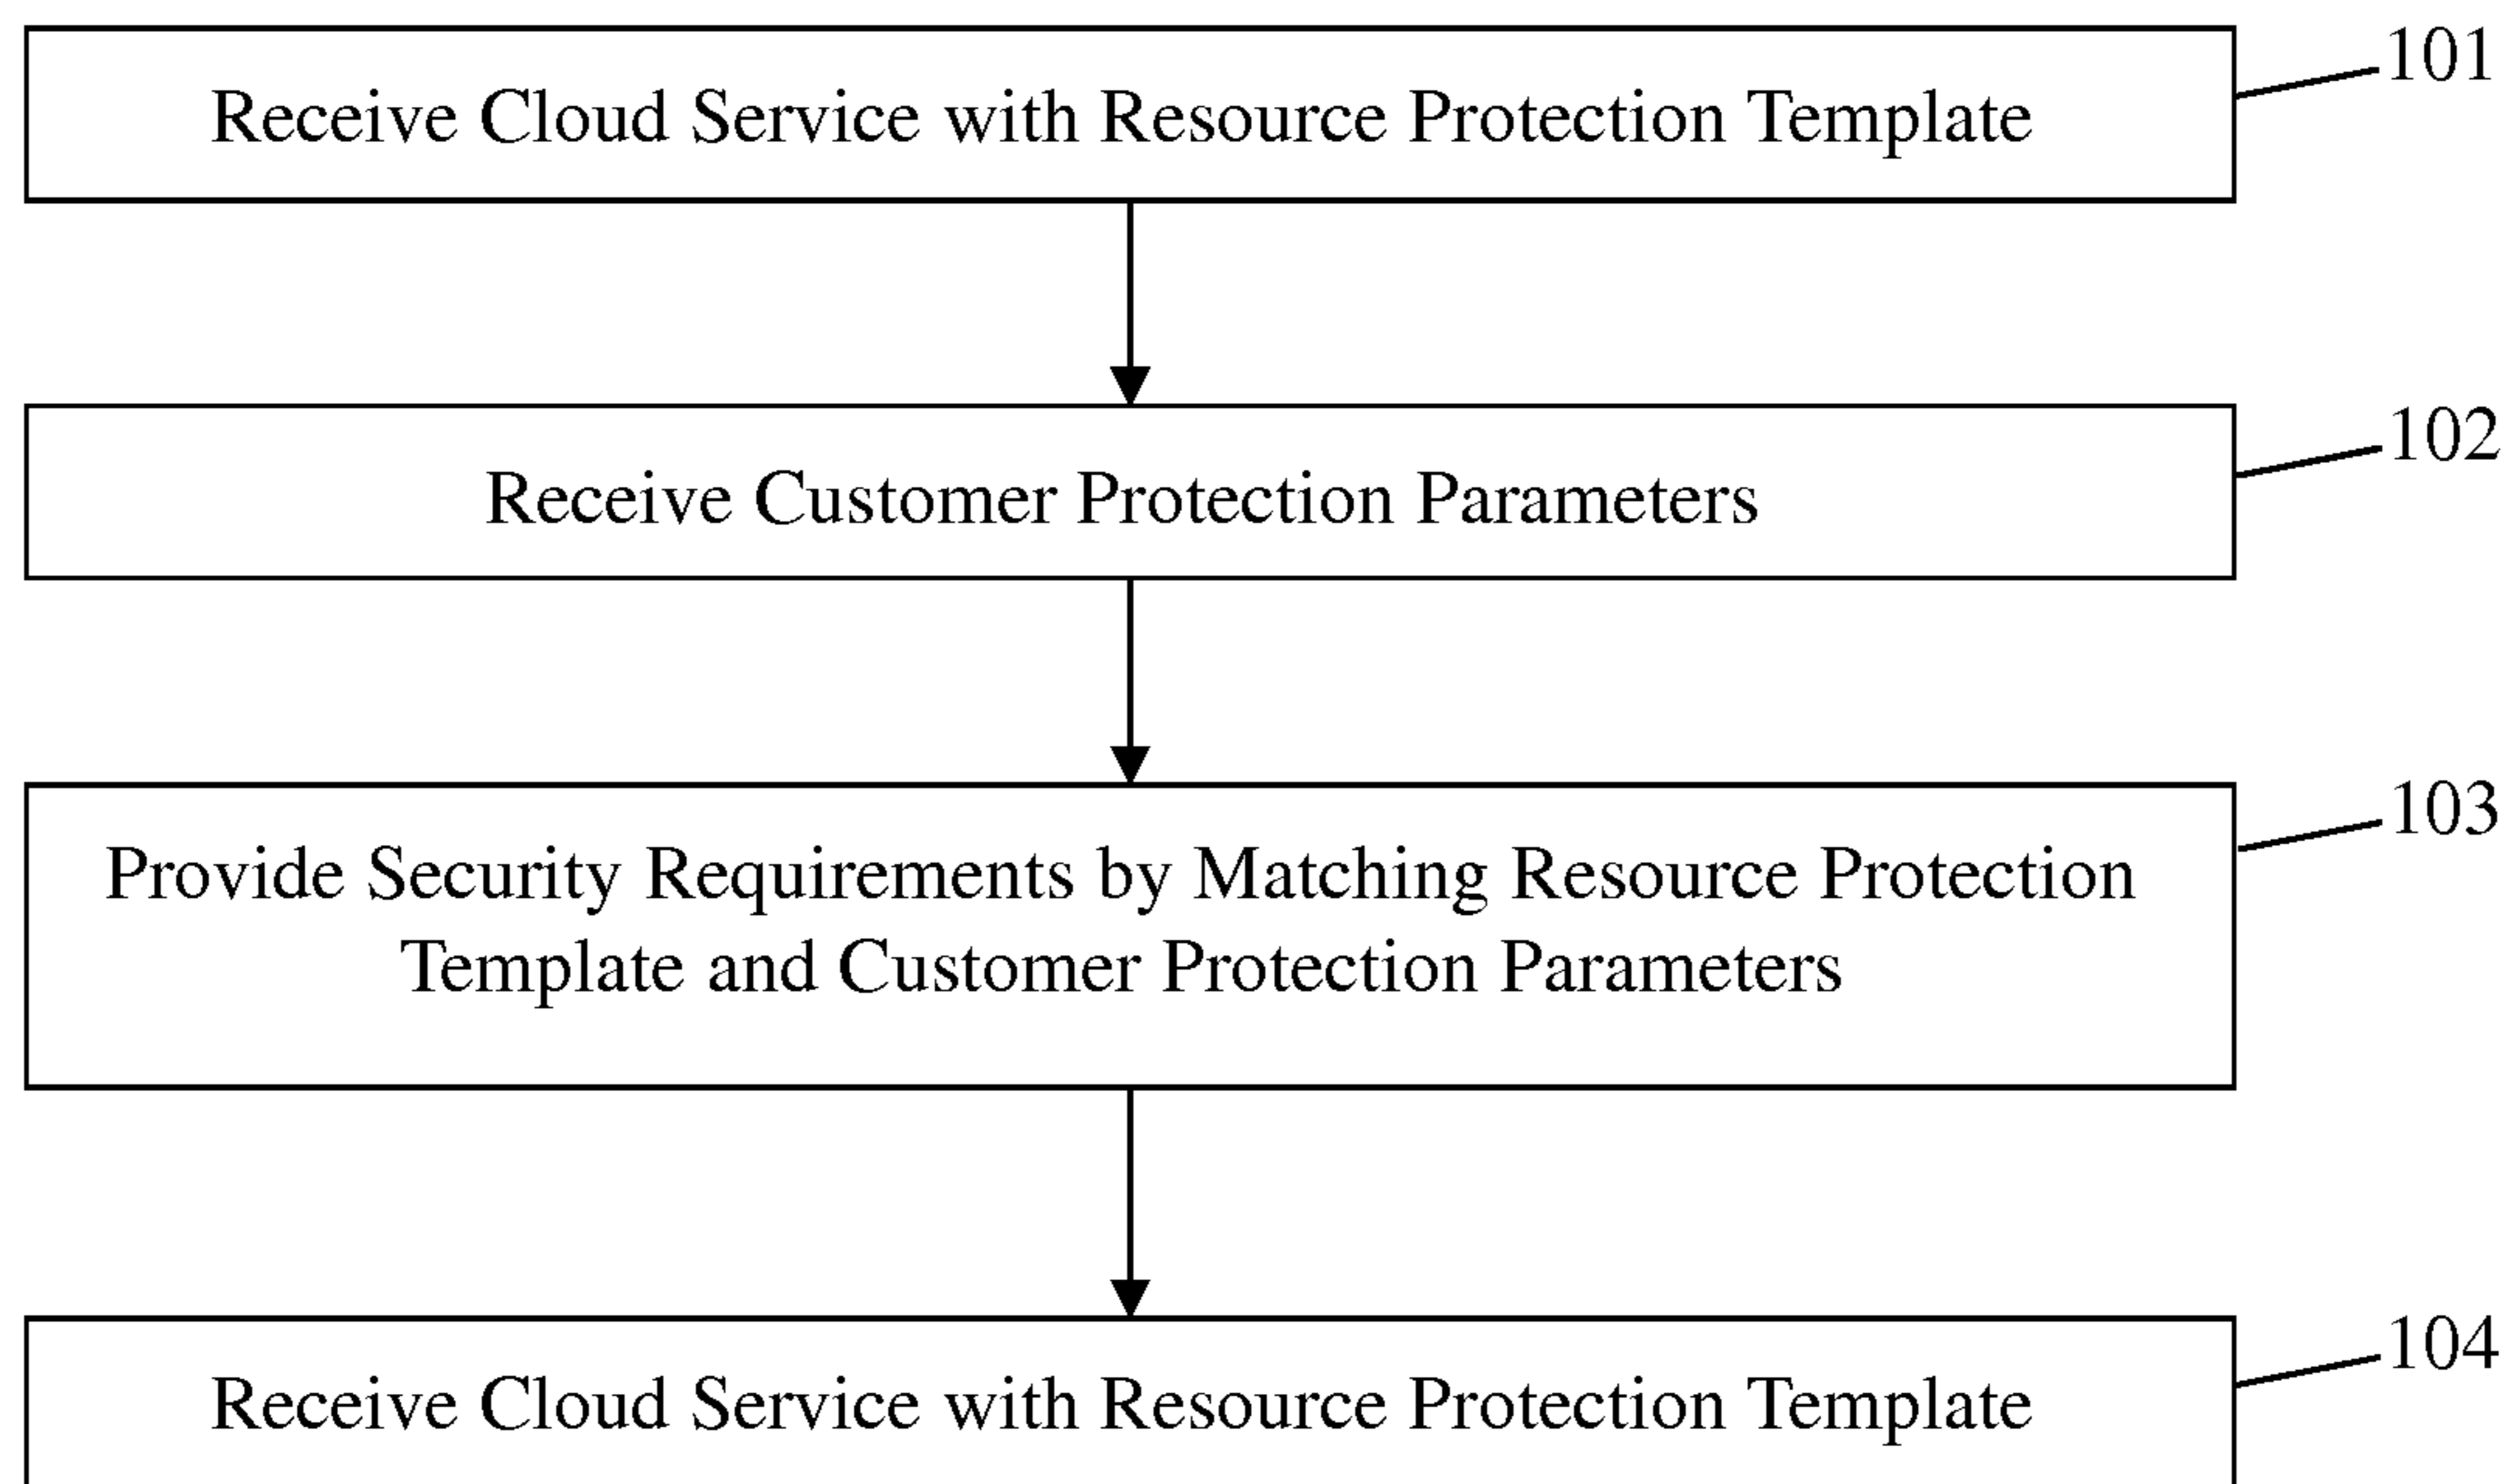 Receive Cloud Service with Resource Protection Template
101
Receive Customer Protection Parameters
102
Provide Security Requirements by Matching Resource Protection
Template and Customer Protection Parameters
103
Receive Cloud Service with Resource Protection Template
104